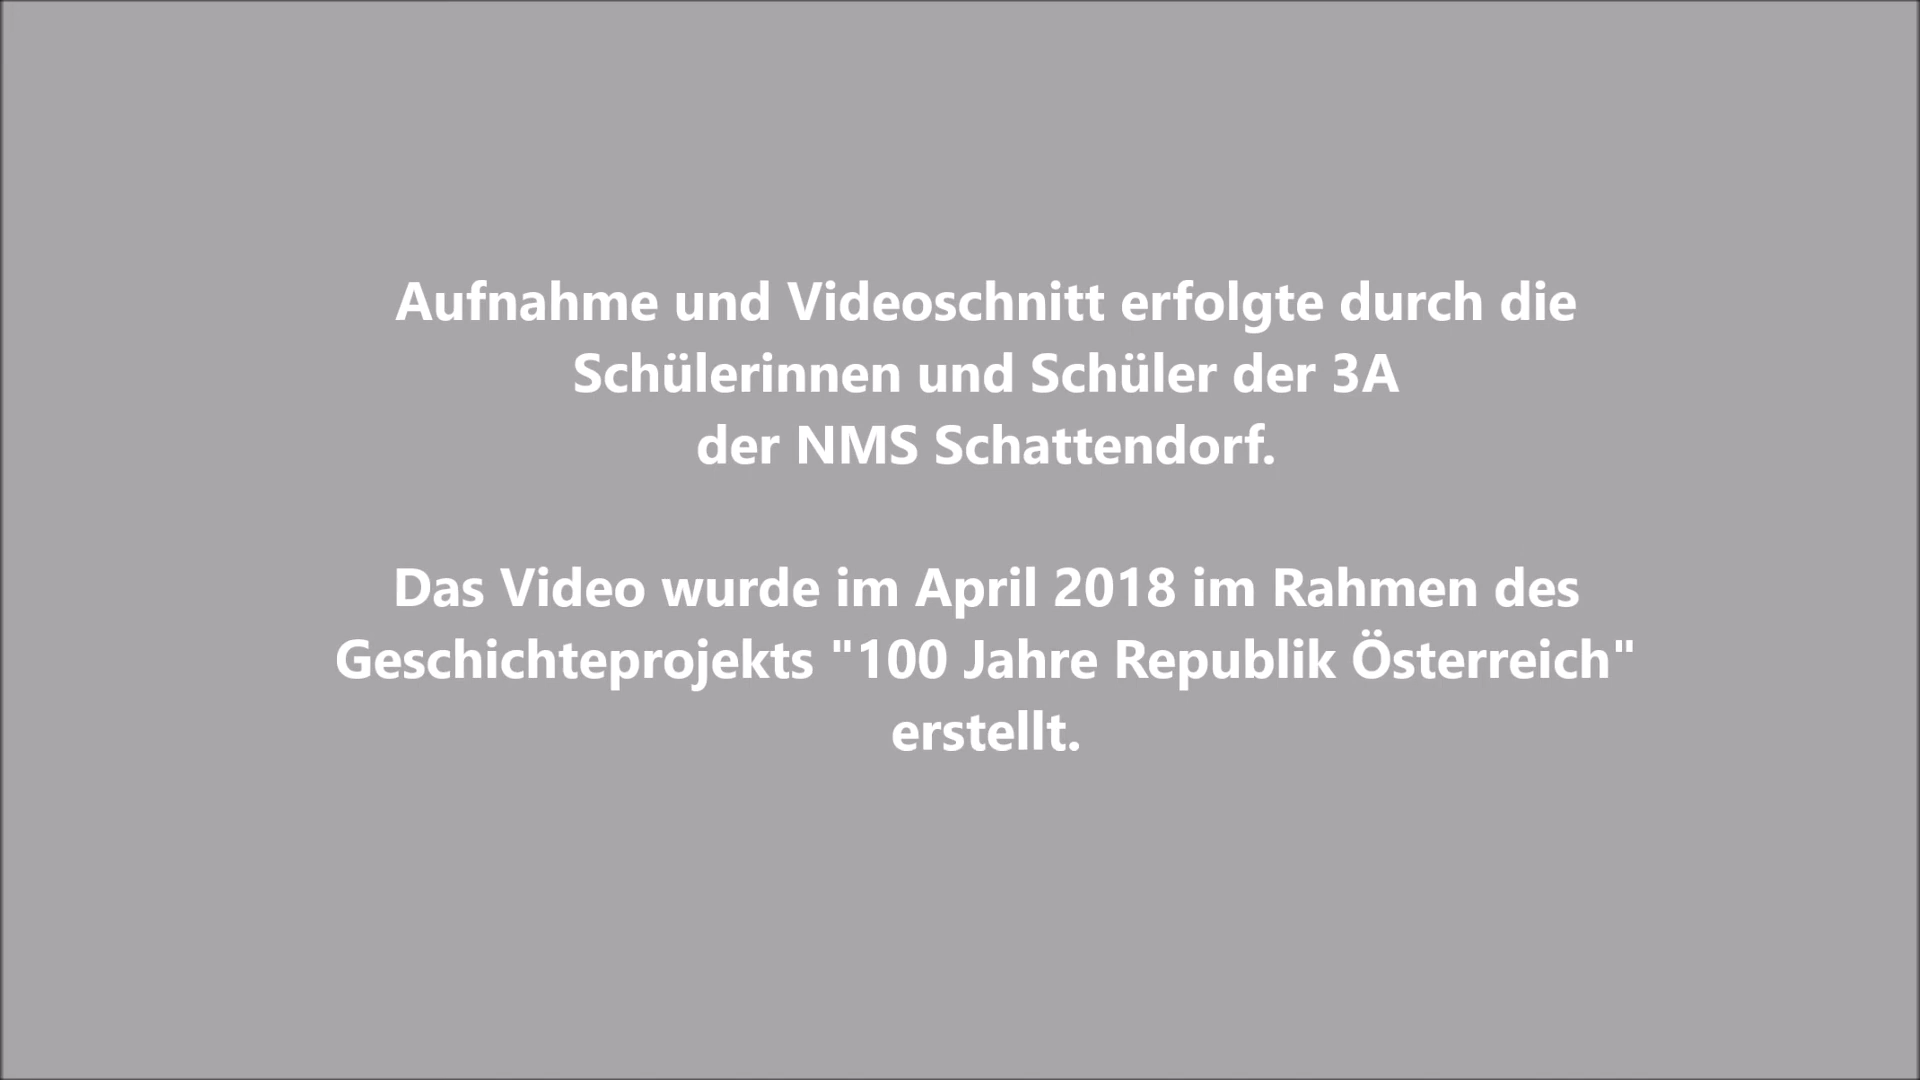 Aufnahme und Videoschnitt erfolgte durch die
Schülerinnen und Schüler der 3A
der NMS Schattendorf.
Das Video wurde im April 2018 im Rahmen des
Geschichteprojekts "100 Jahre Republik Österreich"
erstellt.